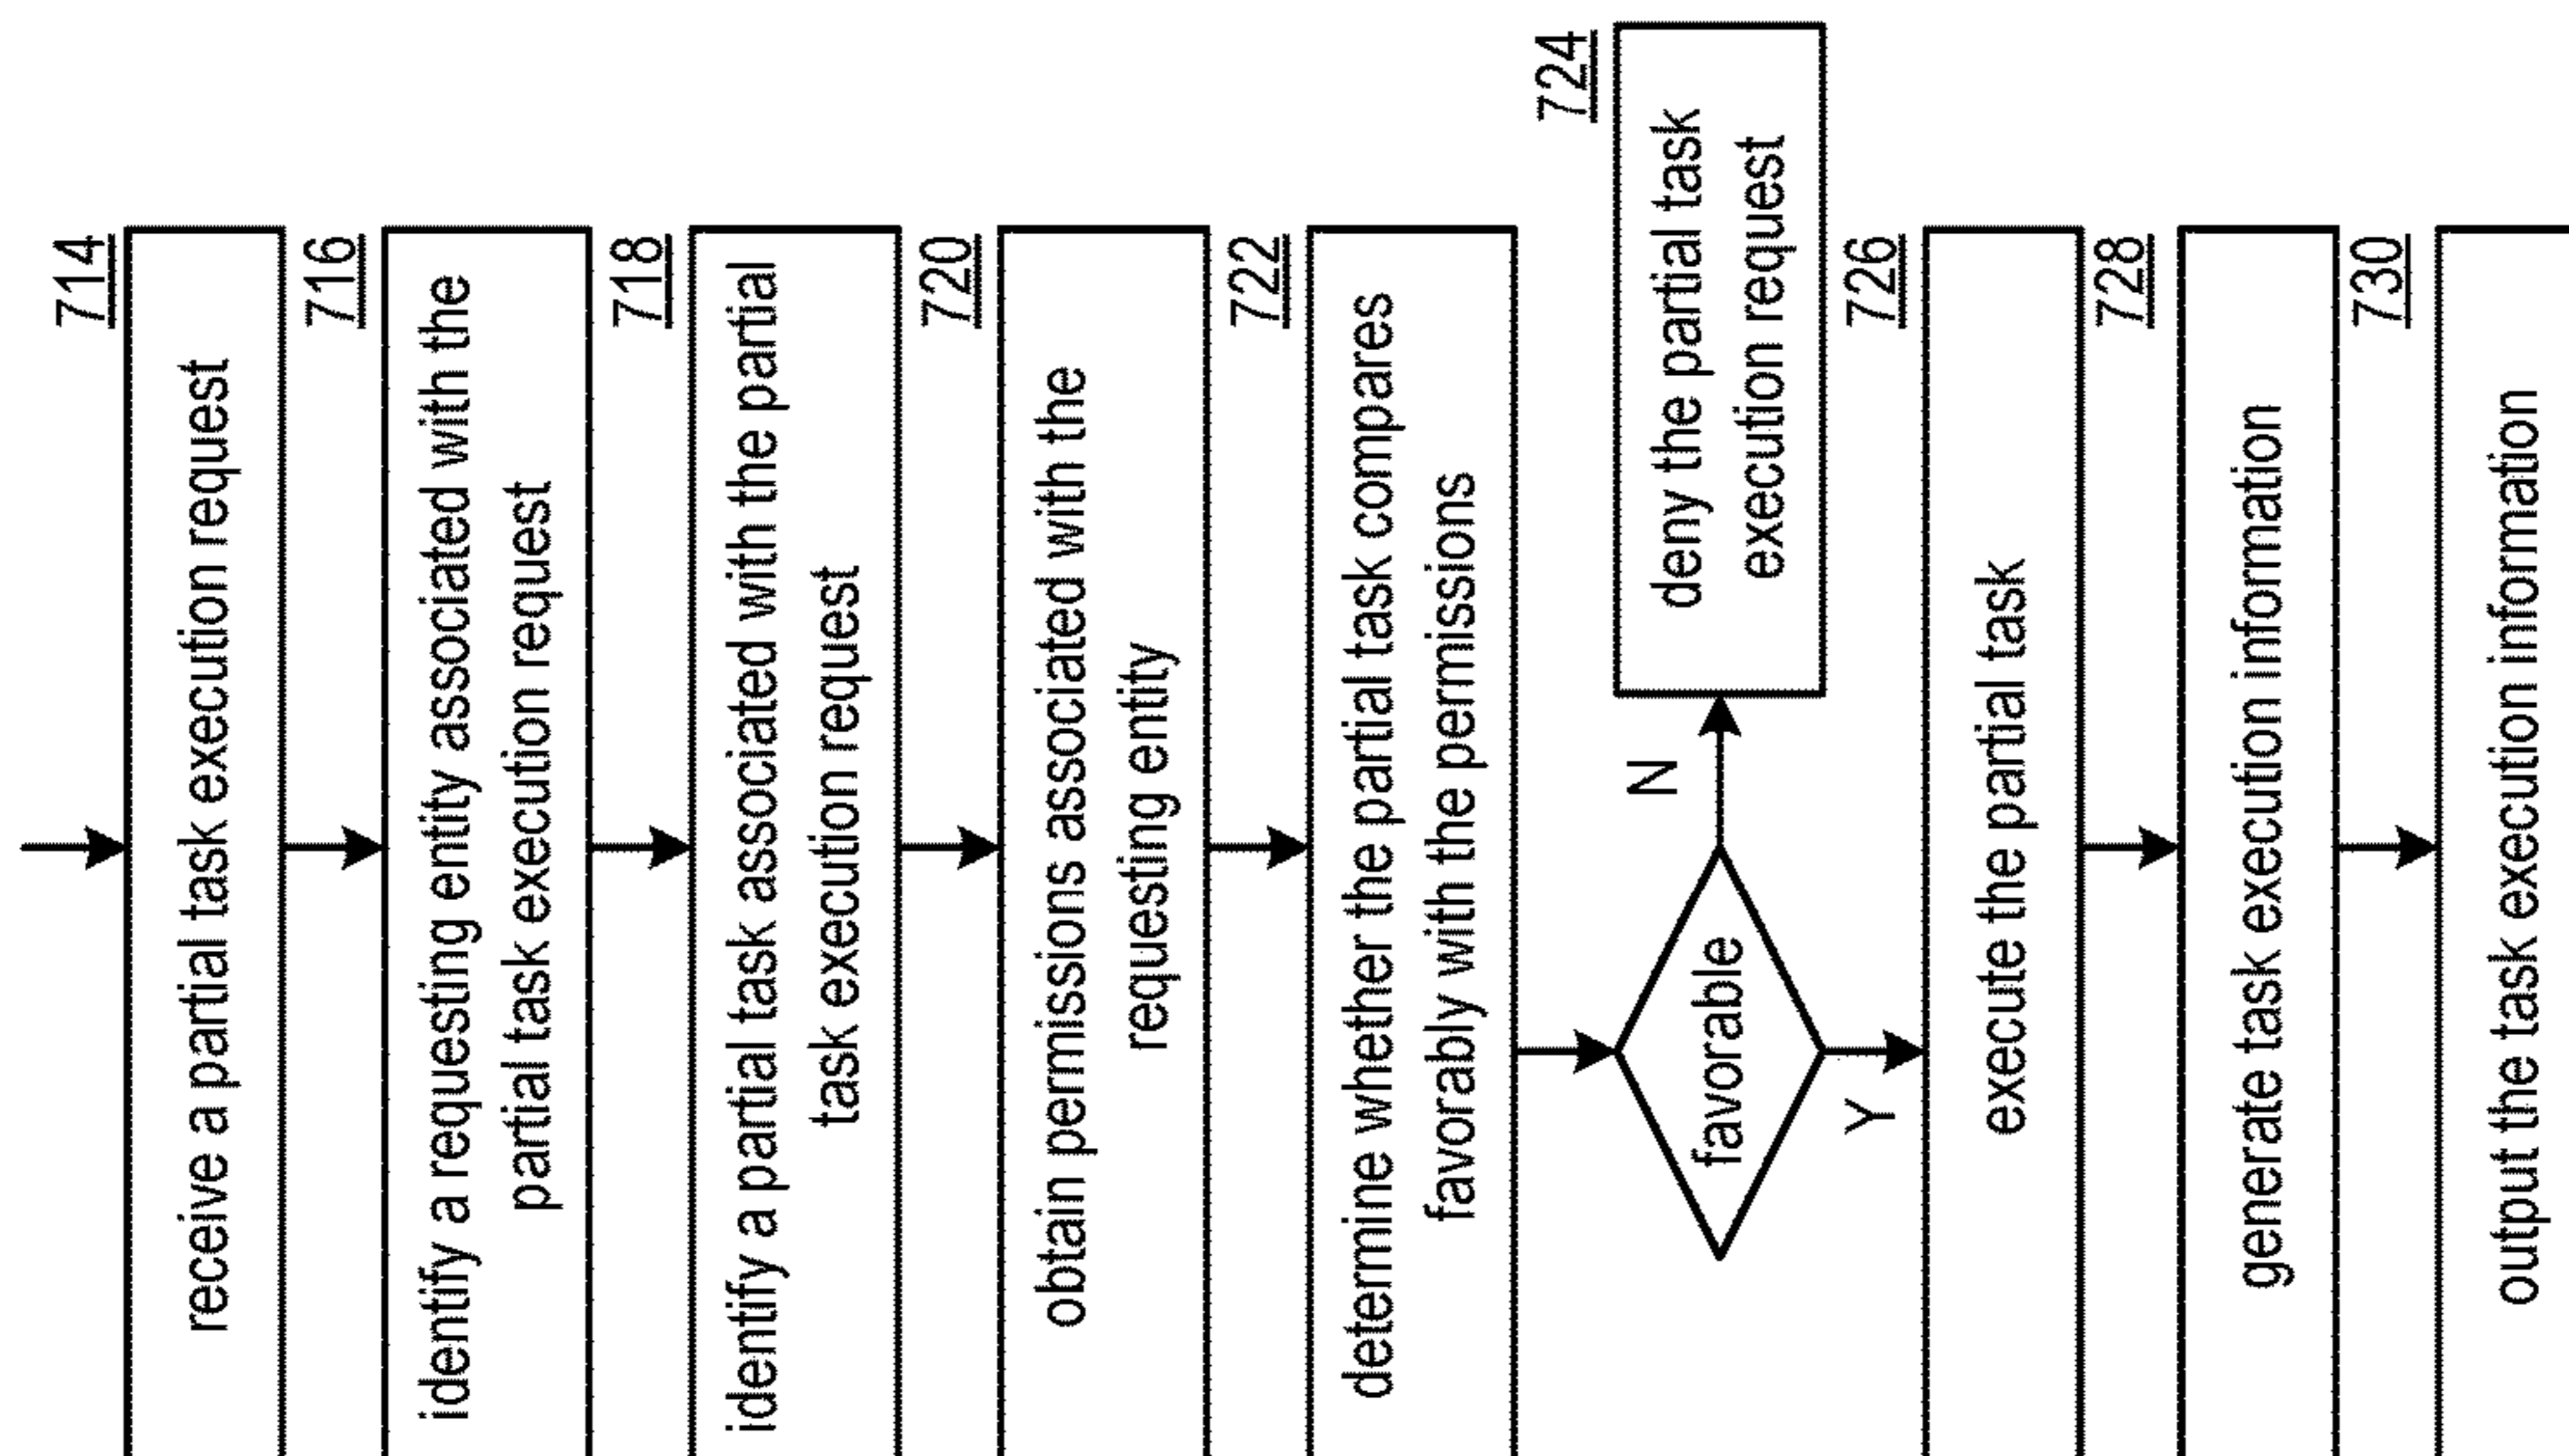 714
receive a partial task execution request
716
identify a requesting entity associated with the
partial task execution request
718
identify a partial task associated with the partial
task execution request
720
obtain permissions associated with the
requesting entity
722
determine whether the partial task compares
favorably with the permissions
favorable
N
724
deny the partial task
execution request
Y
726
execute the partial task
728
generate task execution information
730
output the task execution information